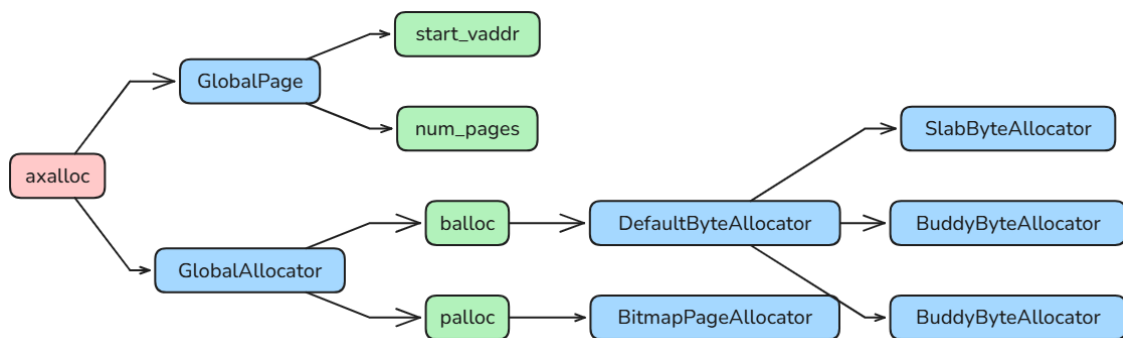 start_vaddr
GlobalPage
num_pages
SlabByteAllocator
axalloc
balloc
DefaultByteAllocator
BuddyByteAllocator
GlobalAllocator
palloc
BitmapPageAllocator
BuddyByteAllocator